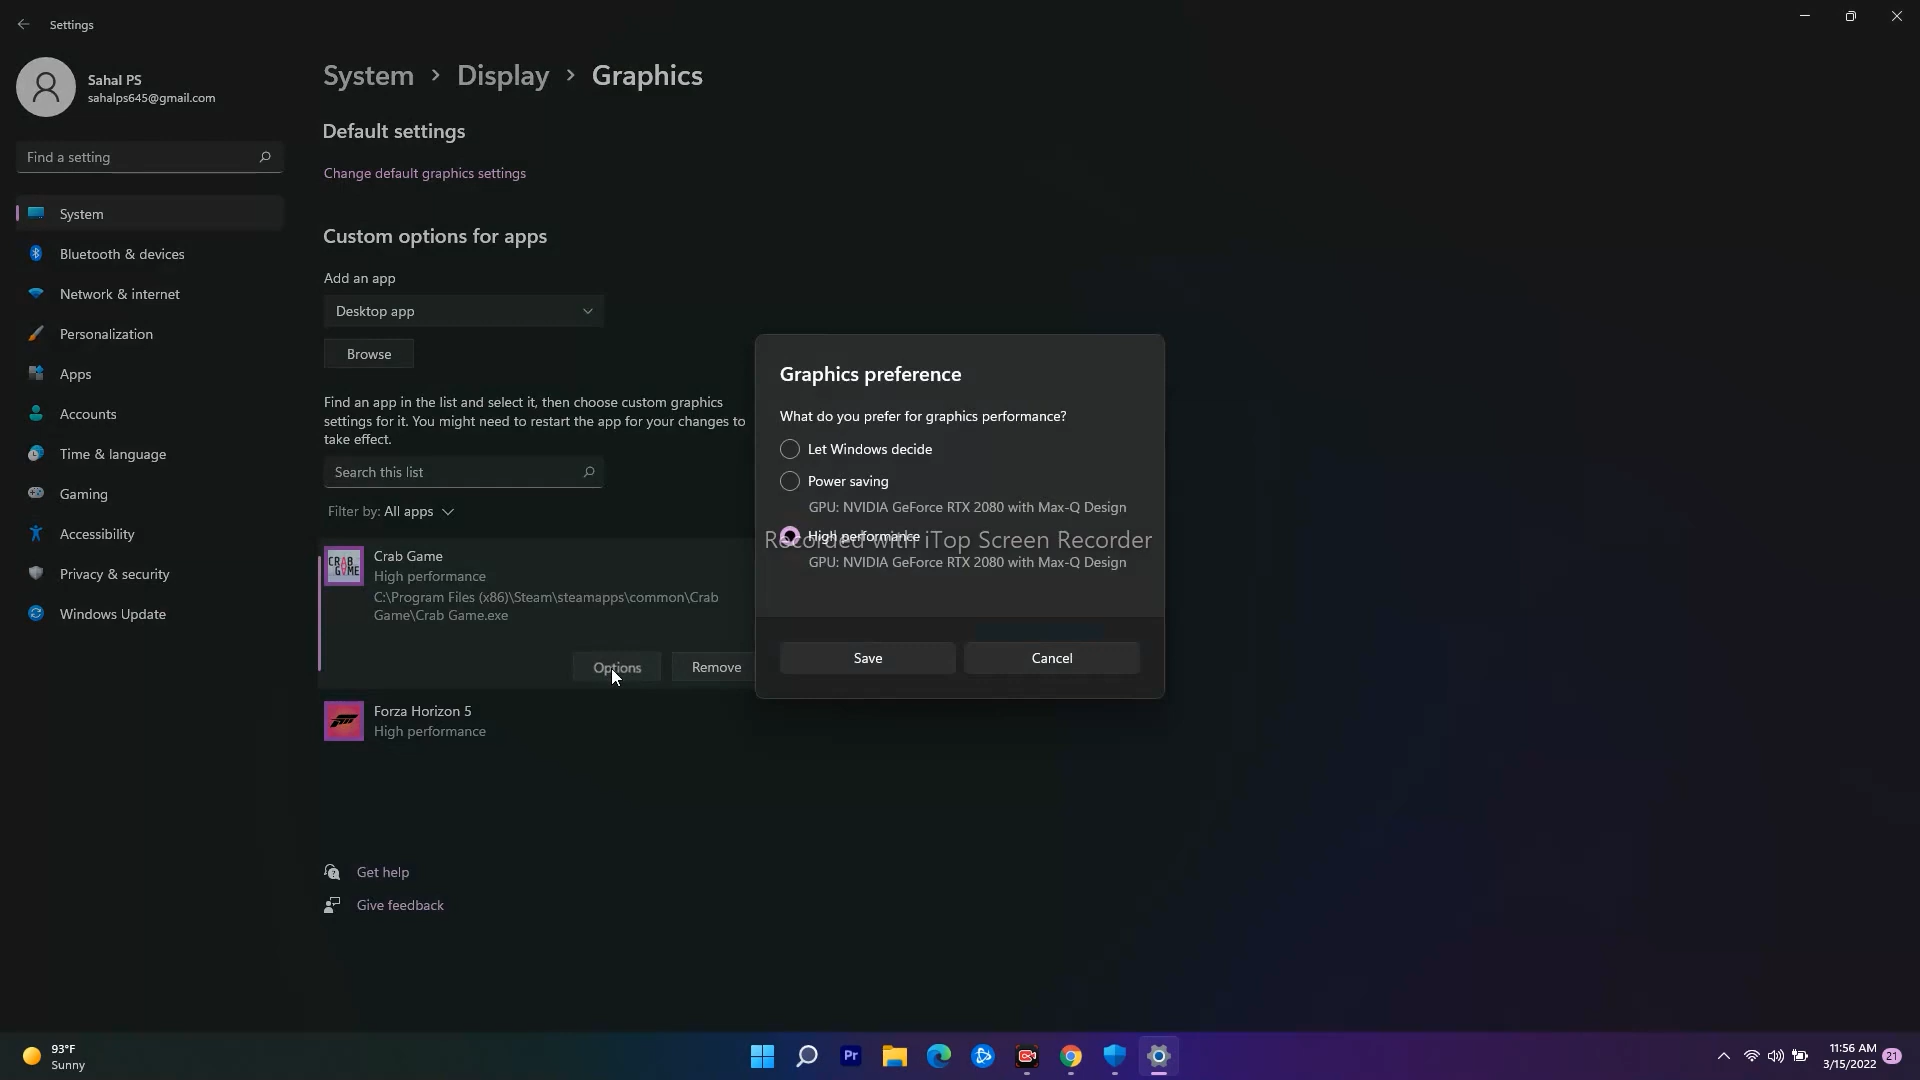 Settings
Sahal PS
sahalps645@gmail.com
Find a setting
System
Bluetooth & devices
Network & internet
Personalization
Apps
Accounts
Time & language
Gaming
Accessibility
Privacy & security
Windows Update
System > Display > Graphics
Default settings
Change default graphics settings
Custom options for apps
Add an app
Desktop app
Browse
Find an app in the list and select it, then choose custom graphics
settings for it. You might need to restart the app for your changes to
take effect.
Search this list
Filter by: All apps
CRAB
GAME
Crab Game
High performance
C:\Program Files (x86)\Steam\steamapps\common\Crab
Game\Crab Game.exe
Options
Remove
Forza Horizon 5
High performance
Get help
Give feedback
Graphics preference
What do you prefer for graphics performance?
Let Windows decide
Power saving
GPU: NVIDIA GeForce RTX 2080 with Max-Q Design
High performance
Recorded with iTop Screen Recorder
GPU: NVIDIA GeForce RTX 2080 with Max-Q Design
Save
Cancel
93°F
Sunny
Pr
11:56 AM
3/15/2022
21